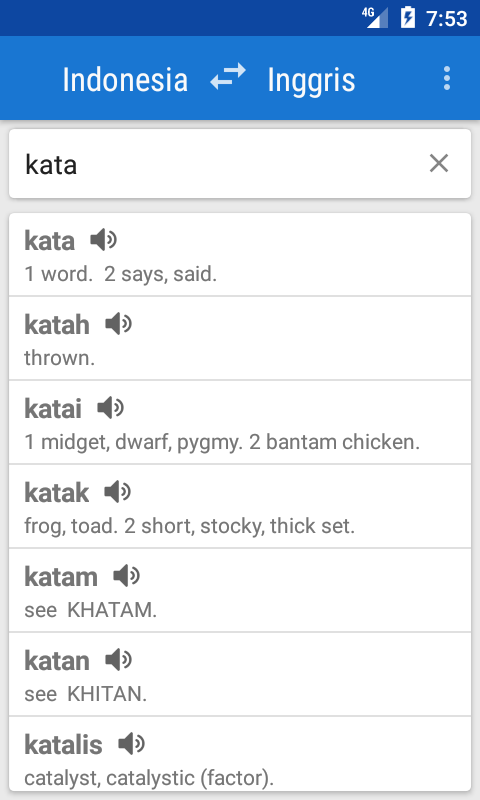 4G 7:53
Indonesia Inggris
kata
kata
1 word.  2 says, said.
katah
thrown.
katai
1 midget, dwarf, pygmy. 2 bantam chicken.
katak
frog, toad. 2 short, stocky, thick set.
katam
see  KHATAM.
katan
see  KHITAN.
katalis
catalyst, catalystic (factor).